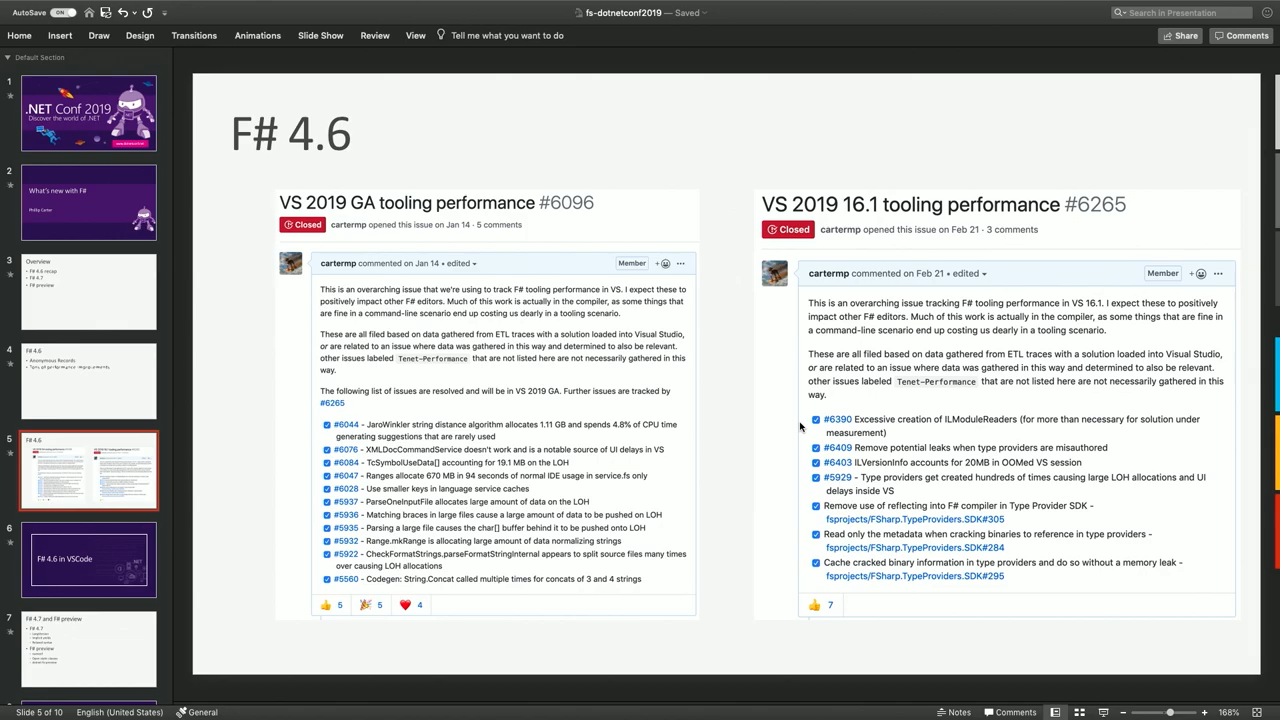 AutoSave ON
fs-dotnetconf2019 — Saved
Search in Presentation
Home Insert Draw Design Transitions Animations Slide Show Review View Tell me what you want to do
Share Comments
Default Section
1
.NET Conf 2019
Discover the world of .NET
www.dotnetconf.net
2
What's new with F#
Phillip Carter
3
Overview
F# 4.6 recap
F# 4.7
F# preview
4
F# 4.6
Anonymous Records
Tons of performance improvements
5
F# 4.6
6
F# 4.6 in VSCode
7
F# 4.7 and F# preview
F# 4.7
F# preview
F# 4.6
VS 2019 GA tooling performance #6096
Closed cartermp opened this issue on Jan 14 · 5 comments
cartermp commented on Jan 14 • edited
Member
This is an overarching issue that we're using to track F# tooling performance in VS. I expect these to
positively impact other F# editors. Much of this work is actually in the compiler, as some things that
are fine in a command-line scenario end up costing us dearly in a tooling scenario.
These are all filed based on data gathered from ETL traces with a solution loaded into Visual Studio,
or are related to an issue where data was gathered in this way and determined to also be relevant.
other issues labeled Tenet-Performance that are not listed here are not necessarily gathered in this
way.
The following list of issues are resolved and will be in VS 2019 GA. Further issues are tracked by
#6265
#6044 - JaroWinkler string distance algorithm allocates 1.11 GB and spends 4.8% of CPU time
generating suggestions that are rarely used
#6076 - XMLDocCommandService doesn't work and is a notable source of UI delays in VS
#6084 - TcSymbolUseData[] accounting for 19.1 MB on the LOH
#6047 - Ranges allocate 670 MB in 94 seconds of normal IDE usage in service.fs only
#6028 - Use smaller keys in language service caches
#5937 - ParseOneInputFile allocates large amount of data on the LOH
#5936 - Matching braces in large files cause a large amount of data to be pushed on LOH
#5935 - Parsing a large file causes the char[] buffer behind it to be pushed onto LOH
#5932 - Range.mkRange is allocating large amount of data normalizing strings
#5922 - CheckFormatStrings.parseFormatStringInternal appears to split source files many times
over causing LOH allocations
#5560 - Codegen: String.Concat called multiple times for concats of 3 and 4 strings
5 5 4
VS 2019 16.1 tooling performance #6265
Closed cartermp opened this issue on Feb 21 · 3 comments
cartermp commented on Feb 21 • edited
Member
This is an overarching issue tracking F# tooling performance in VS 16.1. I expect these to positively
impact other F# editors. Much of this work is actually in the compiler, as some things that are fine in
a command-line scenario end up costing us dearly in a tooling scenario.
These are all filed based on data gathered from ETL traces with a solution loaded into Visual Studio,
or are related to an issue where data was gathered in this way and determined to also be relevant.
other issues labeled Tenet-Performance that are not listed here are not necessarily gathered in this
way.
#6390 Excessive creation of ILModuleReaders (for more than necessary for solution under
measurement)
#6409 Remove potential leaks when type providers are misauthored
#6403 ILVersionInfo accounts for 20MB in OOMed VS session
#5929 - Type providers get created hundreds of times causing large LOH allocations and UI
delays inside VS
Remove use of reflecting into F# compiler in Type Provider SDK -
fsprojects/FSharp.TypeProviders.SDK#305
Read only the metadata when cracking binaries to reference in type providers -
fsprojects/FSharp.TypeProviders.SDK#284
Cache cracked binary information in type providers and do so without a memory leak -
fsprojects/FSharp.TypeProviders.SDK#295
7
Slide 5 of 10 English (United States) General
Notes Comments 168%